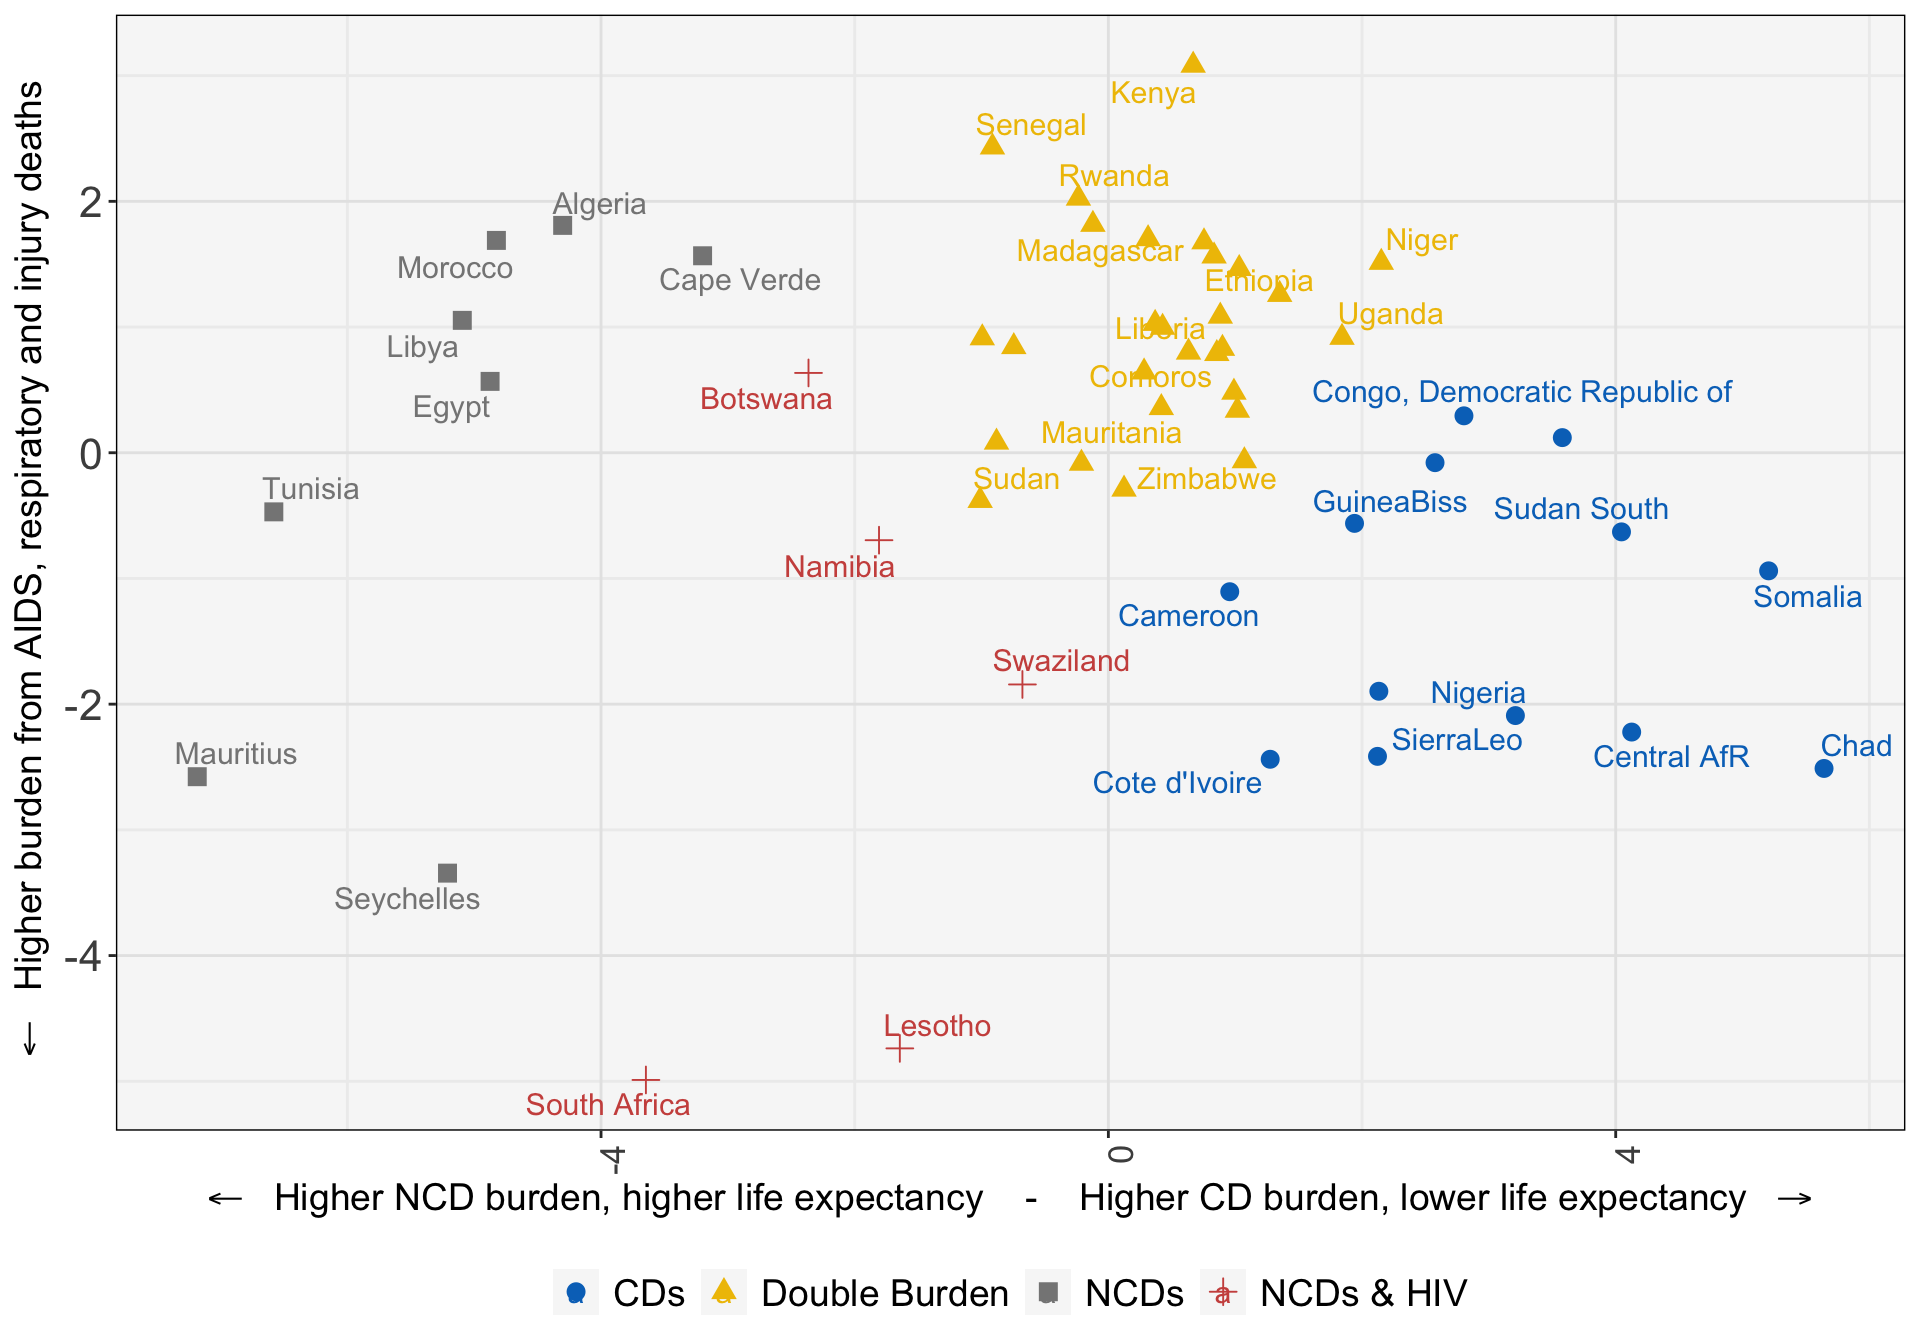 Kenya
Senegal
Rwanda
2
Algeria
Niger
Madagascar
Morocco
Cape Verde
Ethiopia
Uganda
Liberia
Libya
Comoros
Congo, Democratic Republic of
Botswana
Egypt
Mauritania
0
Sudan
Zimbabwe
Tunisia
GuineaBiss
Sudan South
Namibia
Somalia
Cameroon
Swaziland
Nigeria
-2
SierraLeo
Chad
Mauritius
Central AfR
Cote d'Ivoire
Seychelles
-4
Lesotho
South Africa
← Higher burden from AIDS, respiratory and injury deaths
-4
0
4
← Higher NCD burden, higher life expectancy - Higher CD burden, lower life expectancy →
a CDs a Double Burden a NCDs a NCDs & HIV